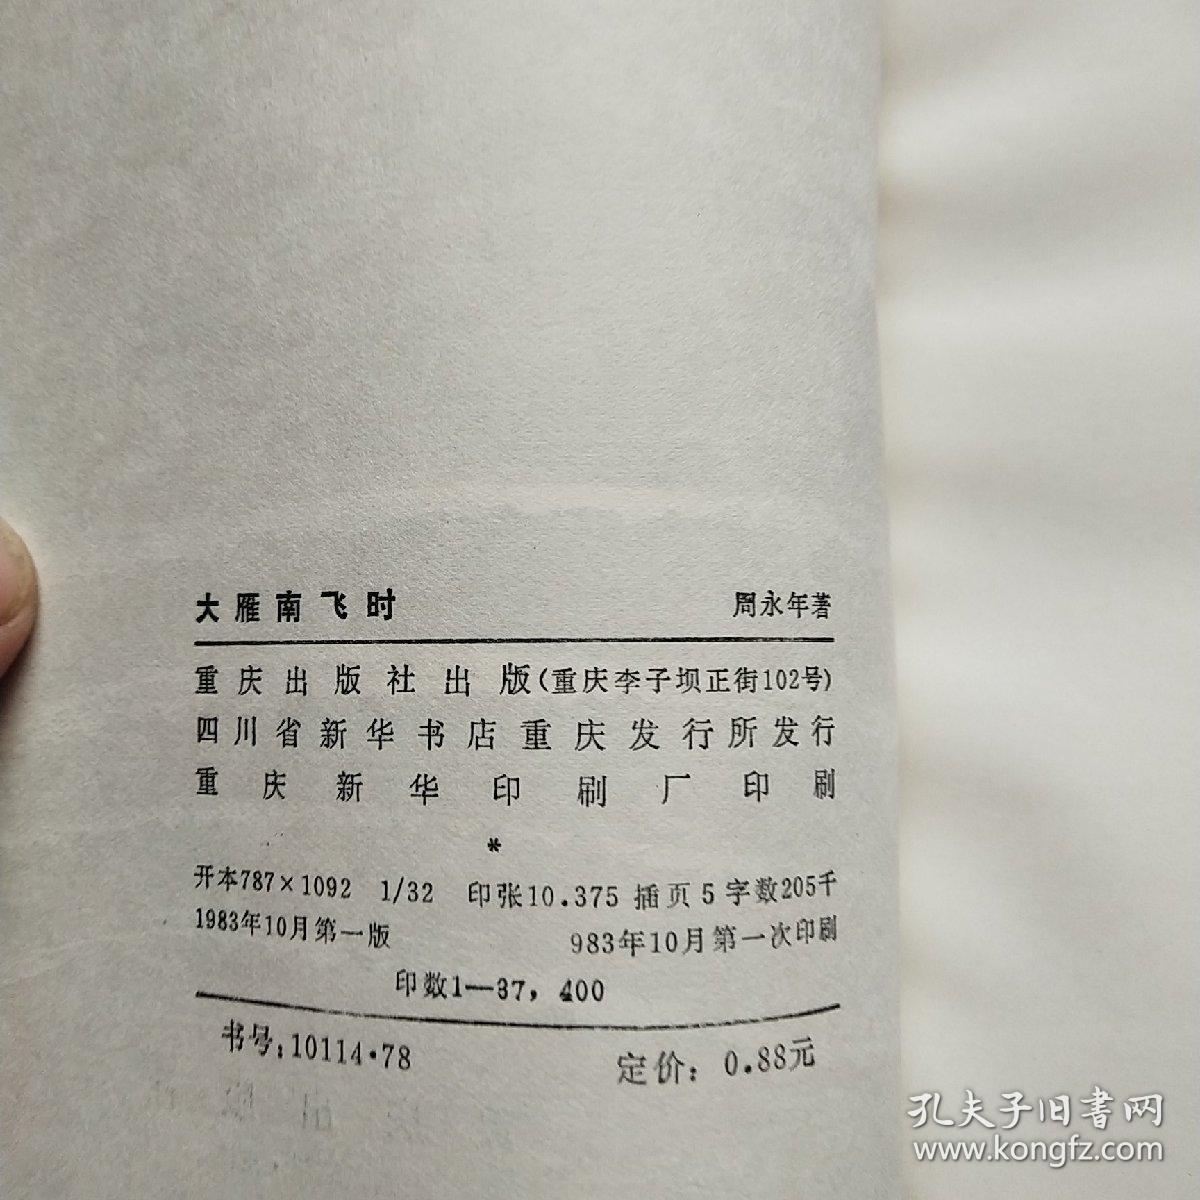 大雁南飞时 周永年著
重庆出版社出版(重庆李子坝正街102号)
四川省新华书店重庆发行所发行
重庆新华印刷厂印刷
*
开本787×1092 1/32 印张10.375 插页5 字数205千
1983年10月第一版 983年10月第一次印刷
印数1—37,400
书号:10114·78 定价:0.88元
孔夫子旧书网
www.kongfz.com